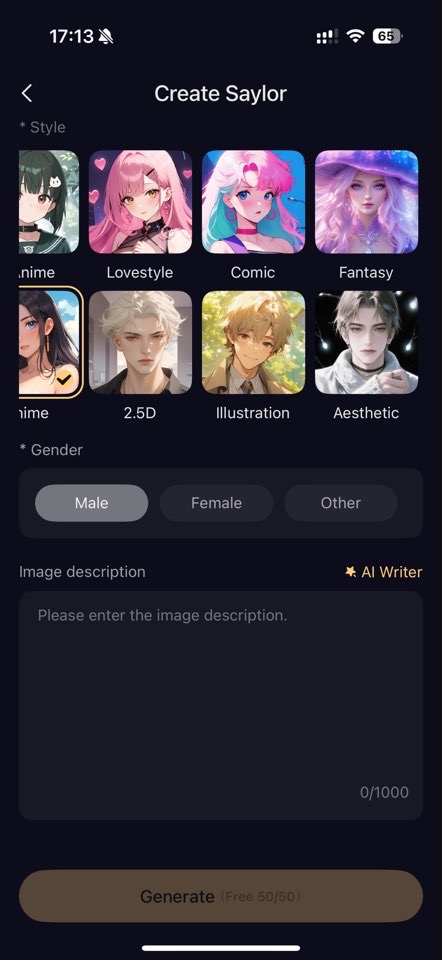 17:13
65
Create Saylor
* Style
nime
Lovestyle
Comic
Fantasy
nime
2.5D
Illustration
Aesthetic
* Gender
Male
Female
Other
Image description
AI Writer
Please enter the image description.
0/1000
Generate (Free 50/50)